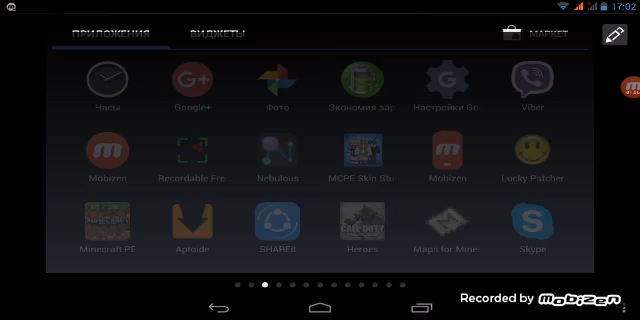 17:02
ПРИЛОЖЕНИЯ ВИДЖЕТЫ МАРКЕТ
Часы Google+ Фото Экономия зар Настройки Go Viber
Mobizen Recordable Fre Nebulous MCPE Skin Stu Mobizen Lucky Patcher
Minecraft PE Aptoide SHAREit Heroes Maps for Mine Skype
Recorded by Mobizen